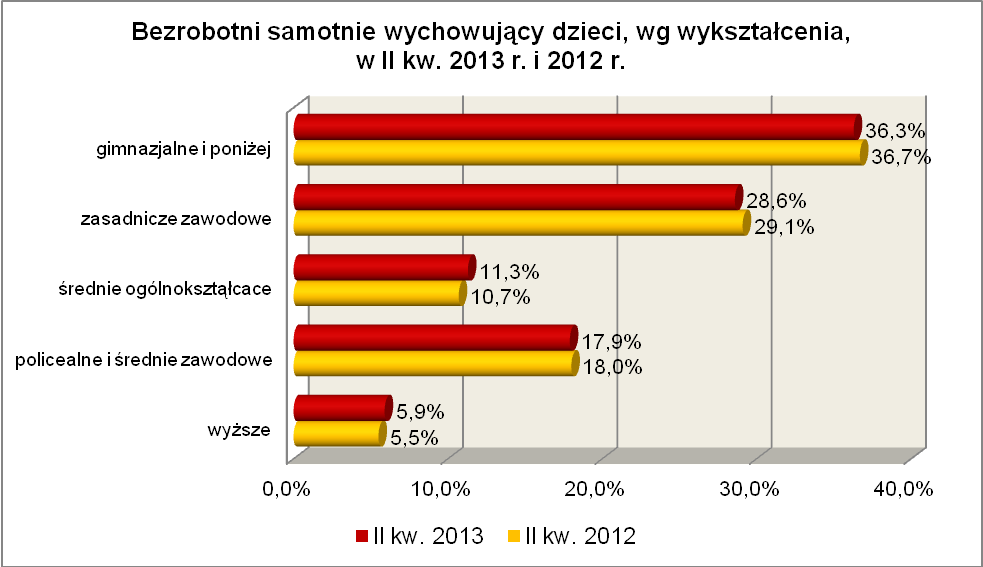 Bezrobotni samotnie wychowujący dzieci, wg wykształcenia,
w II kw. 2013 r. i 2012 r.
gimnazjalne i poniżej
36,3%
36,7%
zasadnicze zawodowe
28,6%
29,1%
średnie ogólnokształcace
11,3%
10,7%
policealne i średnie zawodowe
17,9%
18,0%
wyższe
5,9%
5,5%
0,0% 10,0% 20,0% 30,0% 40,0%
II kw. 2013 II kw. 2012